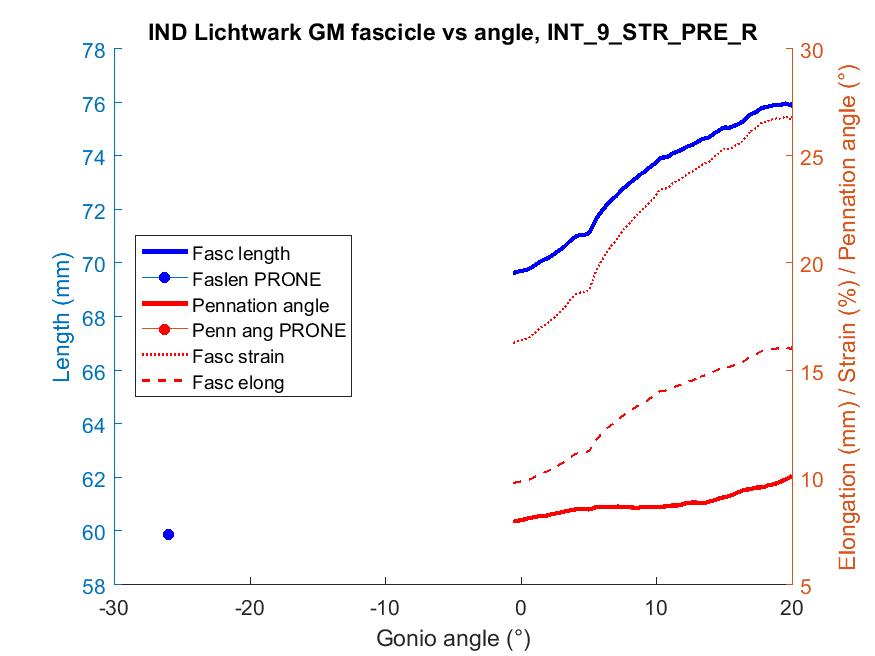 IND Lichtwark GM fascicle vs angle, INT_9_STR_PRE_R
78
76
74
72
70
68
66
64
62
60
58
Length (mm)
30
25
20
15
10
5
Elongation (mm) / Strain (%) / Pennation angle (°)
Fasc length
Faslen PRONE
Pennation angle
Penn ang PRONE
Fasc strain
Fasc elong
-30
-20
-10
0
10
20
Gonio angle (°)